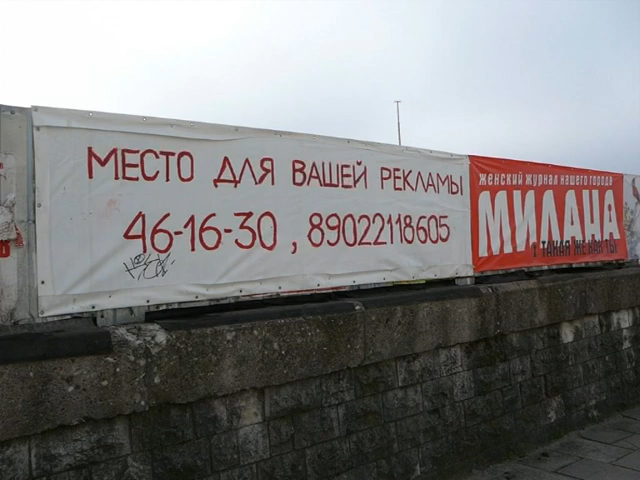 МЕСТО ДЛЯ ВАШЕЙ РЕКЛАМЫ
46-16-30, 89022118605
женский журнал нашего города
МИЛАНА
ТАКАЯ ЖЕ КАК ТЫ